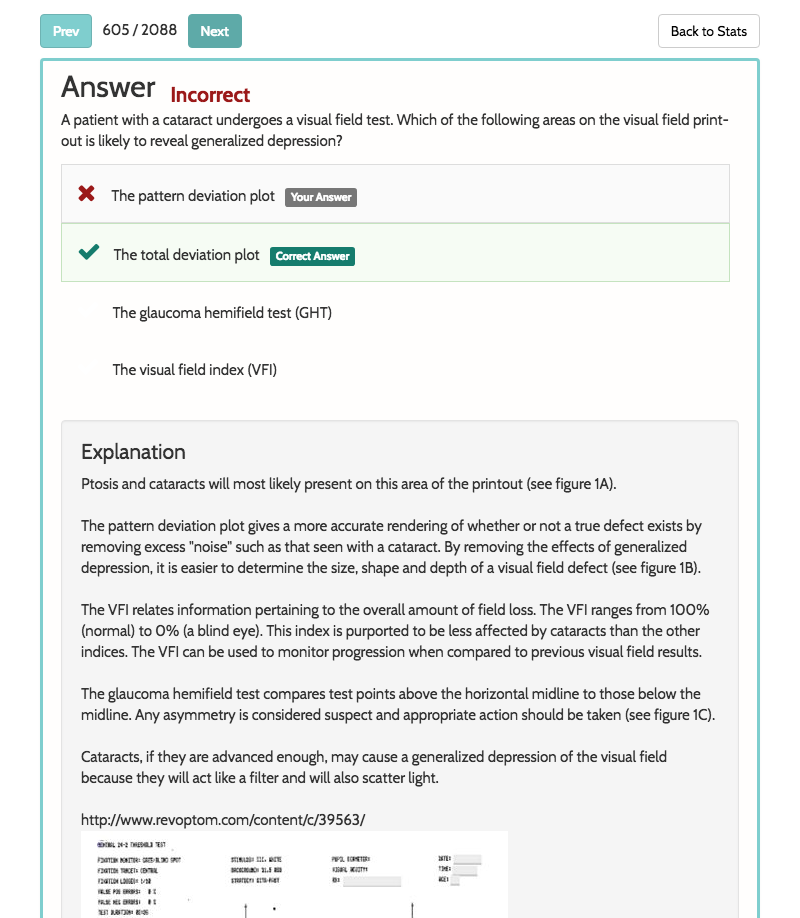 Prev 605 / 2088 Next Back to Stats
Answer Incorrect
A patient with a cataract undergoes a visual field test. Which of the following areas on the visual field print-
out is likely to reveal generalized depression?
The pattern deviation plot Your Answer
The total deviation plot Correct Answer
The glaucoma hemifield test (GHT)
The visual field index (VFI)
Explanation
Ptosis and cataracts will most likely present on this area of the printout (see figure 1A).
The pattern deviation plot gives a more accurate rendering of whether or not a true defect exists by
removing excess "noise" such as that seen with a cataract. By removing the effects of generalized
depression, it is easier to determine the size, shape and depth of a visual field defect (see figure 1B).
The VFI relates information pertaining to the overall amount of field loss. The VFI ranges from 100%
(normal) to 0% (a blind eye). This index is purported to be less affected by cataracts than the other
indices. The VFI can be used to monitor progression when compared to previous visual field results.
The glaucoma hemifield test compares test points above the horizontal midline to those below the
midline. Any asymmetry is considered suspect and appropriate action should be taken (see figure 1C).
Cataracts, if they are advanced enough, may cause a generalized depression of the visual field
because they will act like a filter and will also scatter light.
http://www.revoptom.com/content/c/39563/
CENTRAL 24-2 THRESHOLD TEST
FIXATION MONITOR: GAZE/BLIND SPOT STIMULUS: III, WHITE PUPIL DIAMETER: DATE:
FIXATION TARGET: CENTRAL BACKGROUND: 31.5 ASB VISUAL ACUITY: TIME:
FIXATION LOSSES: 1/10 STRATEGY: SITA-FAST RX: AGE:
FALSE POS ERRORS: 0 %
FALSE NEG ERRORS: 0 %
TEST DURATION: